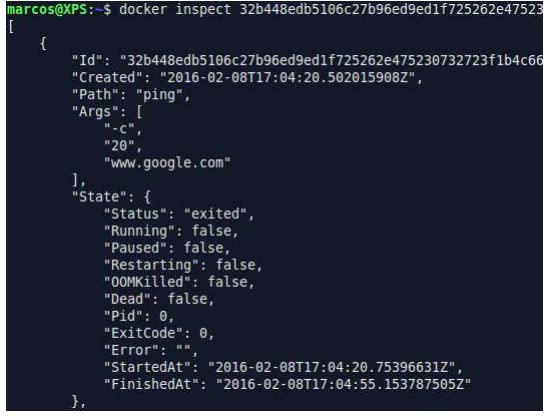 marcos@XPS:~$ docker inspect 32b448edb5106c27b96ed9ed1f725262e47523
[
    {
        "Id": "32b448edb5106c27b96ed9ed1f725262e475230732723f1b4c66
        "Created": "2016-02-08T17:04:20.502015908Z",
        "Path": "ping",
        "Args": [
            "-c",
            "20",
            "www.google.com"
        ],
        "State": {
            "Status": "exited",
            "Running": false,
            "Paused": false,
            "Restarting": false,
            "OOMKilled": false,
            "Dead": false,
            "Pid": 0,
            "ExitCode": 0,
            "Error": "",
            "StartedAt": "2016-02-08T17:04:20.75396631Z",
            "FinishedAt": "2016-02-08T17:04:55.153787505Z"
        },